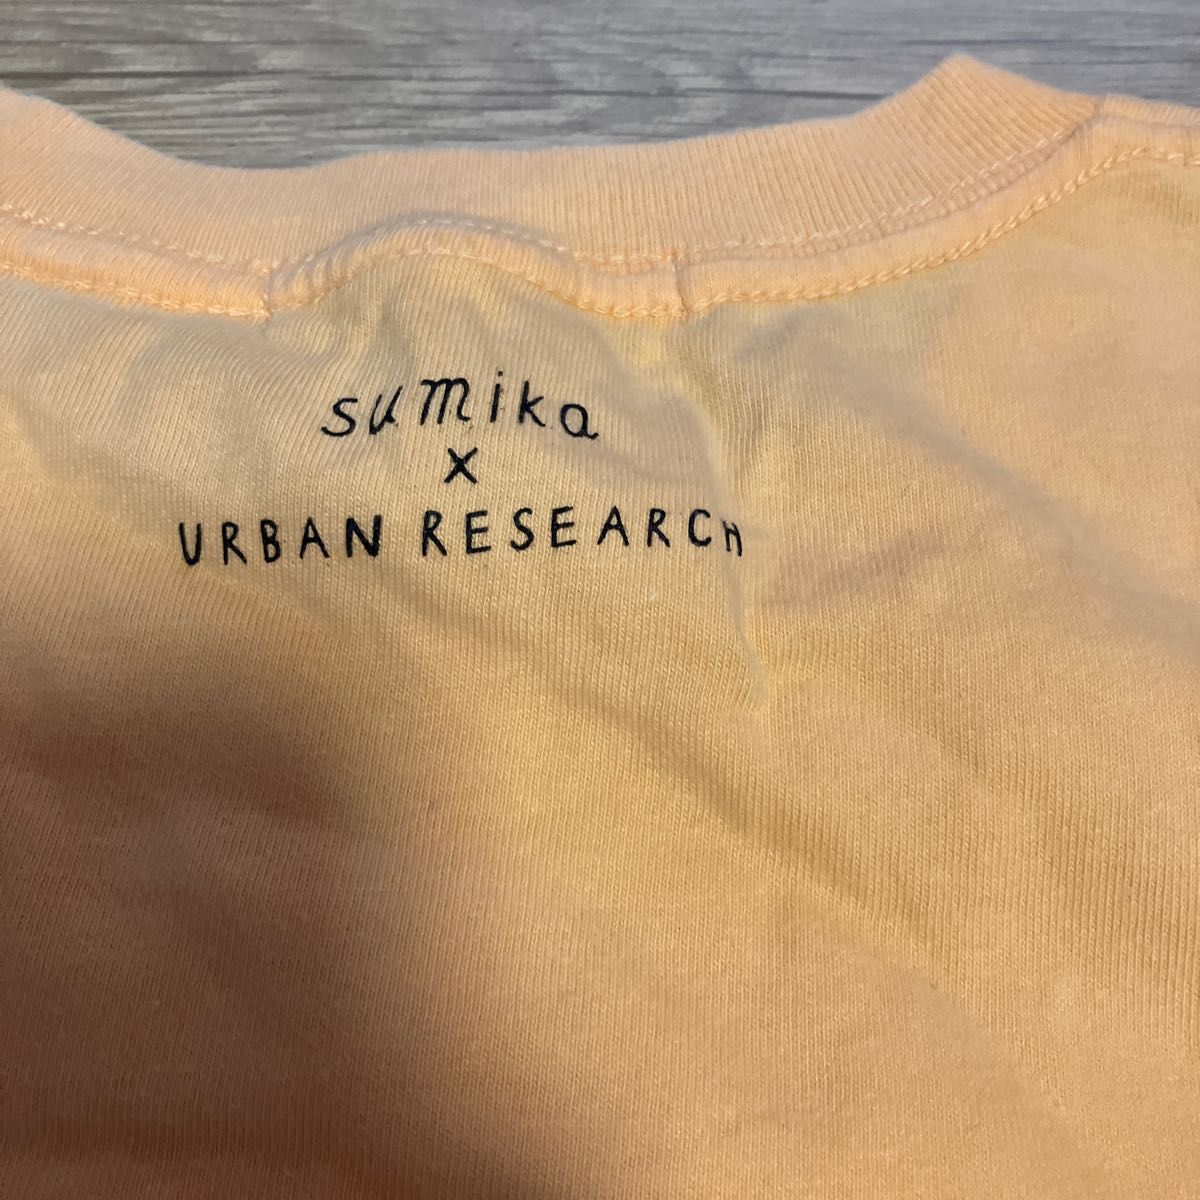 sumika
×
URBAN RESEARCH